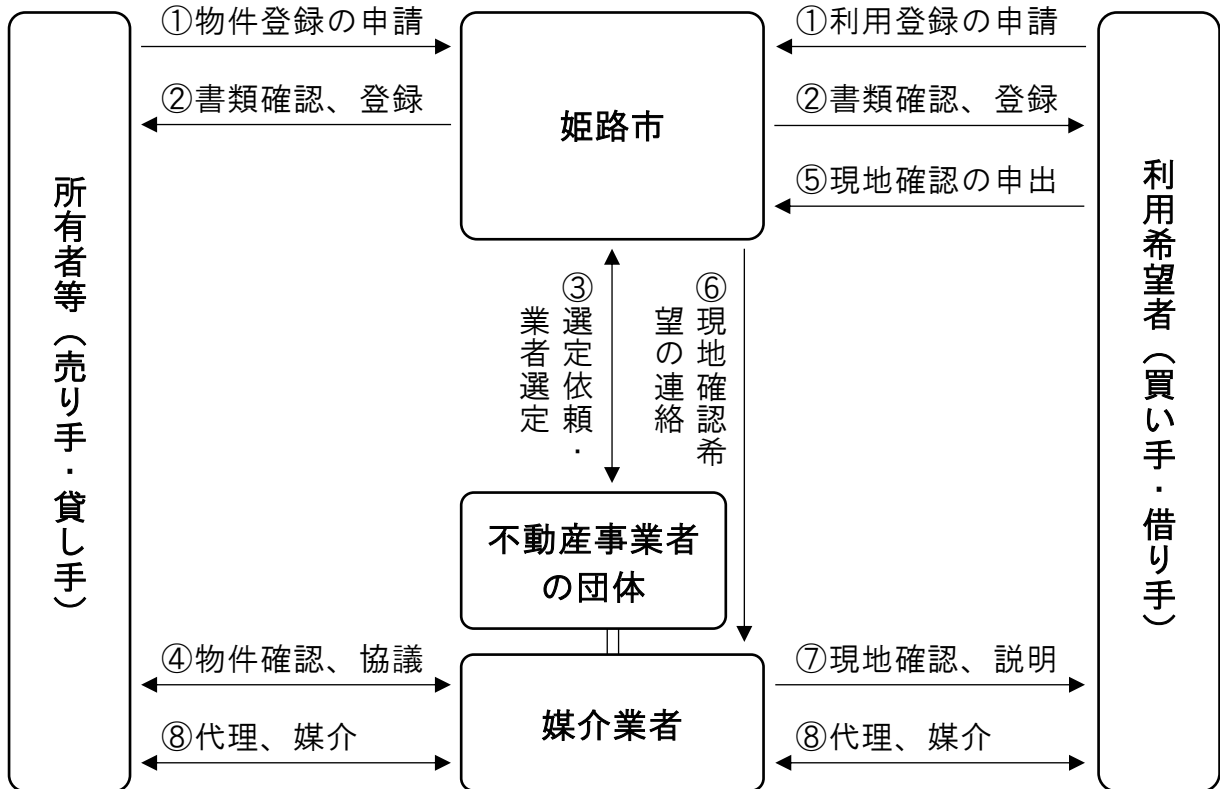 ①物件登録の申請
①利用登録の申請
②書類確認、登録
②書類確認、登録
姫路市
⑤現地確認の申出
所有者等（売り手・貸し手）
利用希望者（買い手・借り手）
③選定依頼・
業者選定
⑥現地確認希
望の連絡
不動産事業者
の団体
④物件確認、協議
⑦現地確認、説明
媒介業者
⑧代理、媒介
⑧代理、媒介